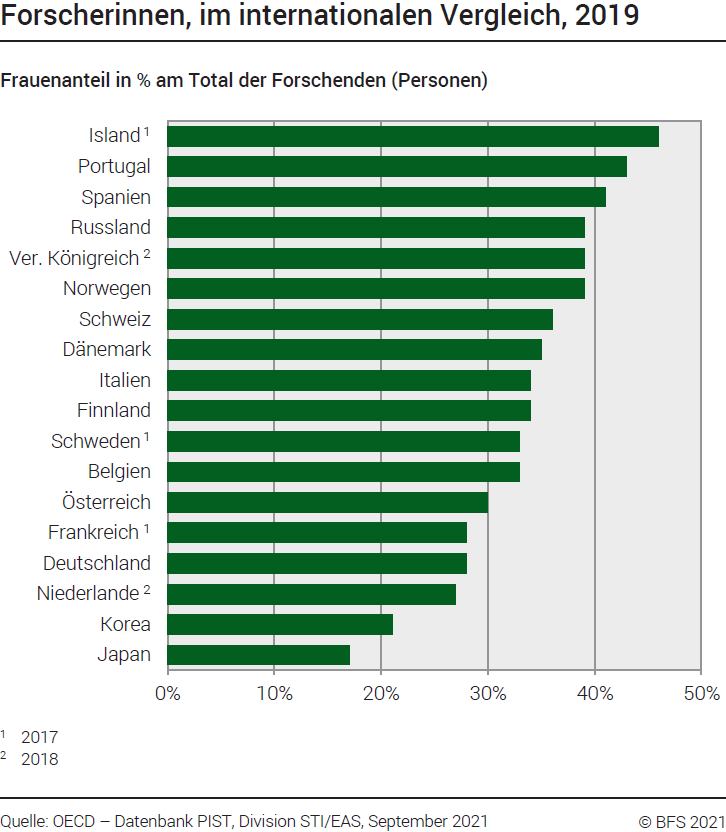 Forscherinnen, im internationalen Vergleich, 2019
Frauenanteil in % am Total der Forschenden (Personen)
Island ¹
Portugal
Spanien
Russland
Ver. Königreich ²
Norwegen
Schweiz
Dänemark
Italien
Finnland
Schweden ¹
Belgien
Österreich
Frankreich ¹
Deutschland
Niederlande ²
Korea
Japan
0% 10% 20% 30% 40% 50%
¹ 2017
² 2018
Quelle: OECD – Datenbank PIST, Division STI/EAS, September 2021 © BFS 2021